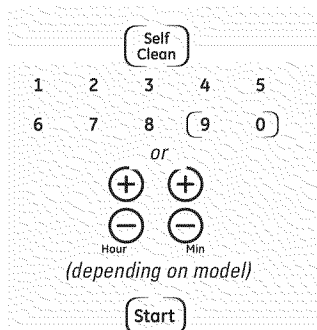 Self
Clean
1 2 3 4 5
6 7 8 9 0
or
+ +
− −
Hour Min
(depending on model)
Start